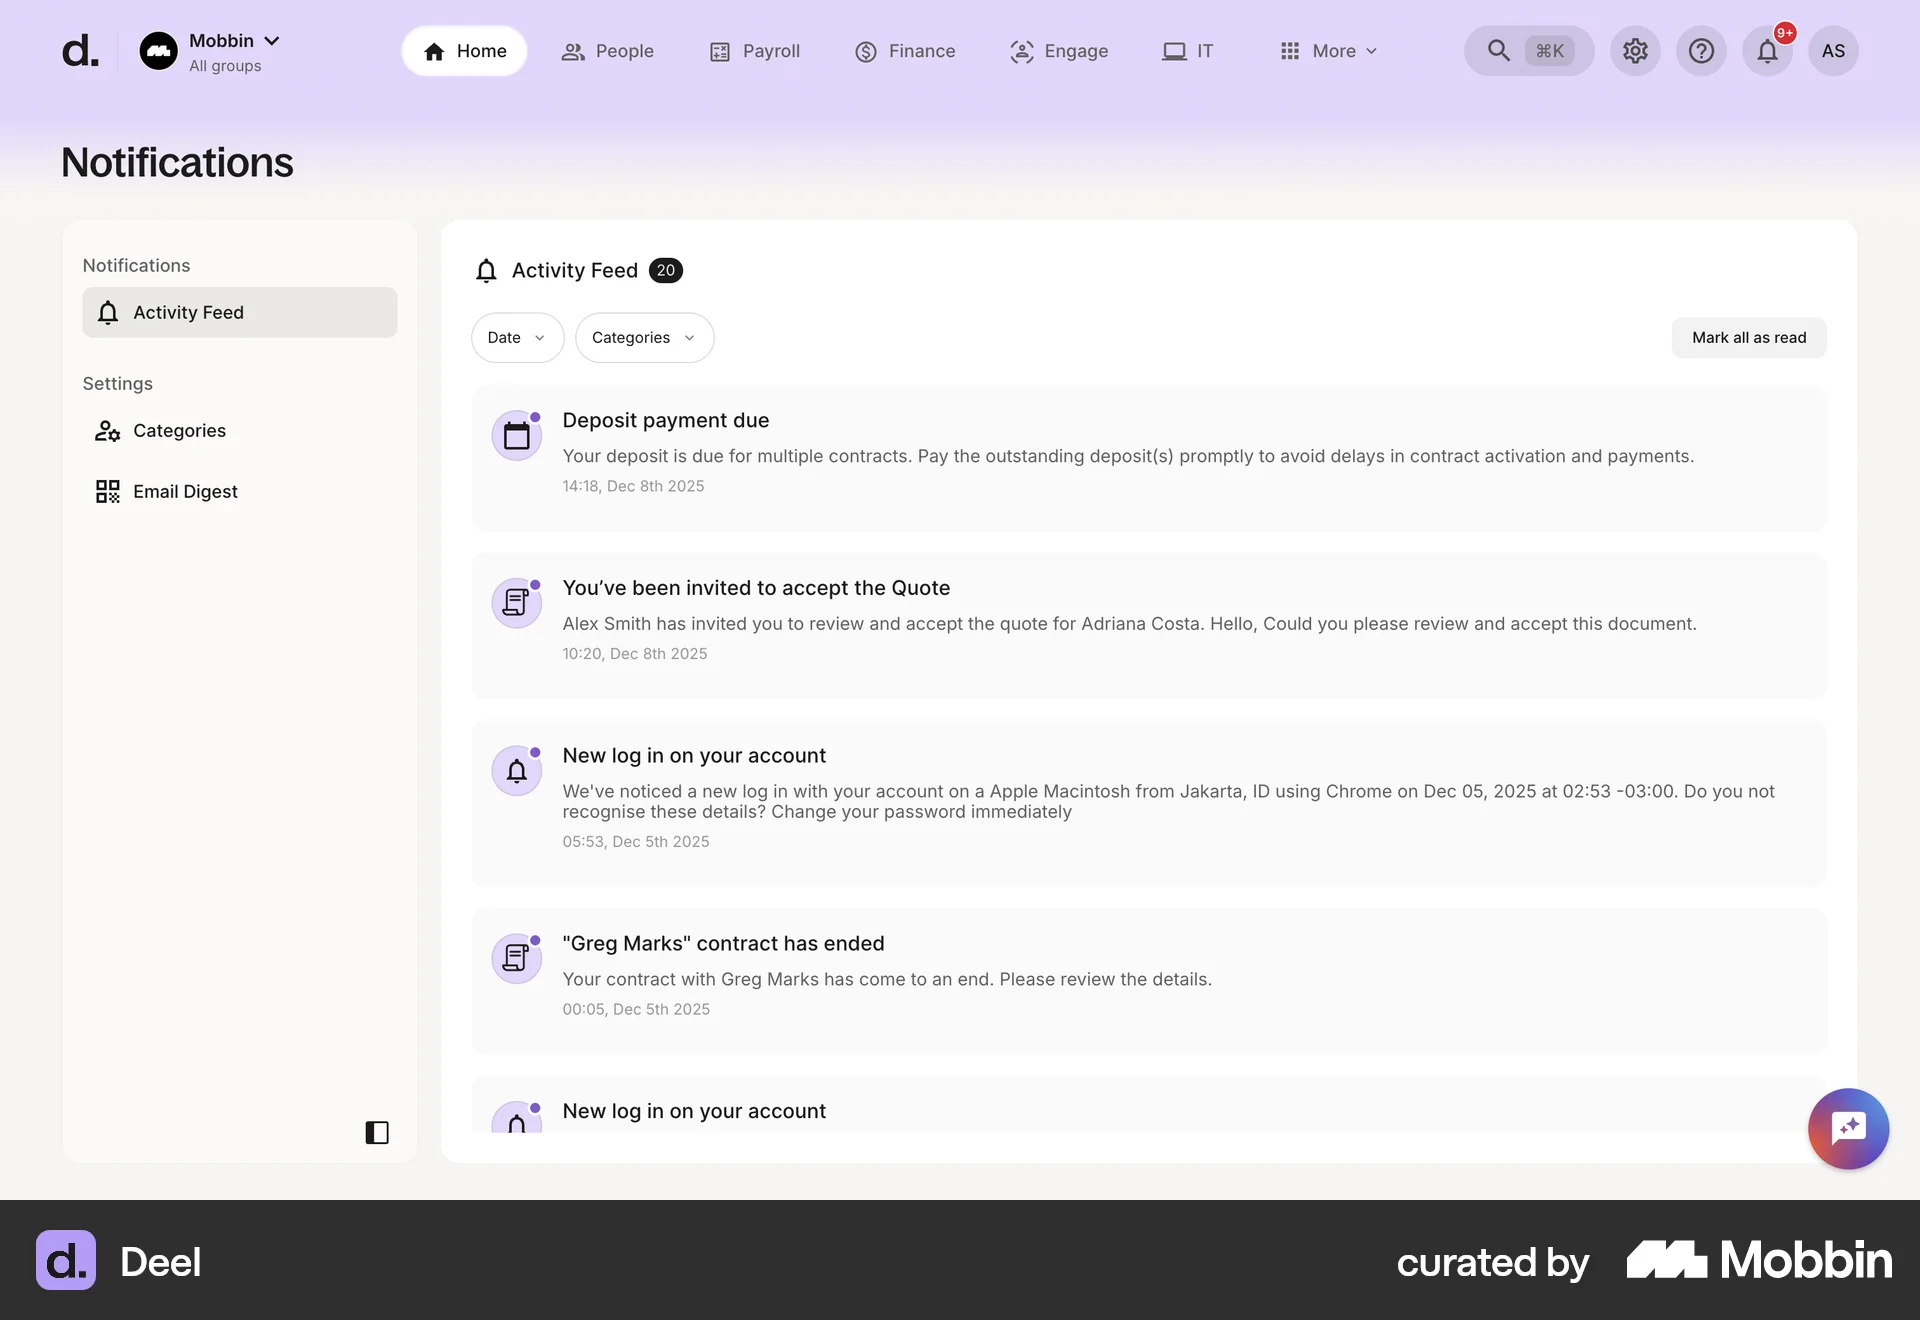 d.
Mobbin
All groups
Home
People
Payroll
Finance
Engage
IT
More
⌘K
9+
AS
Notifications
Notifications
Activity Feed
Settings
Categories
Email Digest
Activity Feed 20
Date
Categories
Mark all as read
Deposit payment due
Your deposit is due for multiple contracts. Pay the outstanding deposit(s) promptly to avoid delays in contract activation and payments.
14:18, Dec 8th 2025
You’ve been invited to accept the Quote
Alex Smith has invited you to review and accept the quote for Adriana Costa. Hello, Could you please review and accept this document.
10:20, Dec 8th 2025
New log in on your account
We've noticed a new log in with your account on a Apple Macintosh from Jakarta, ID using Chrome on Dec 05, 2025 at 02:53 -03:00. Do you not
recognise these details? Change your password immediately
05:53, Dec 5th 2025
"Greg Marks" contract has ended
Your contract with Greg Marks has come to an end. Please review the details.
00:05, Dec 5th 2025
New log in on your account
d. Deel
curated by Mobbin